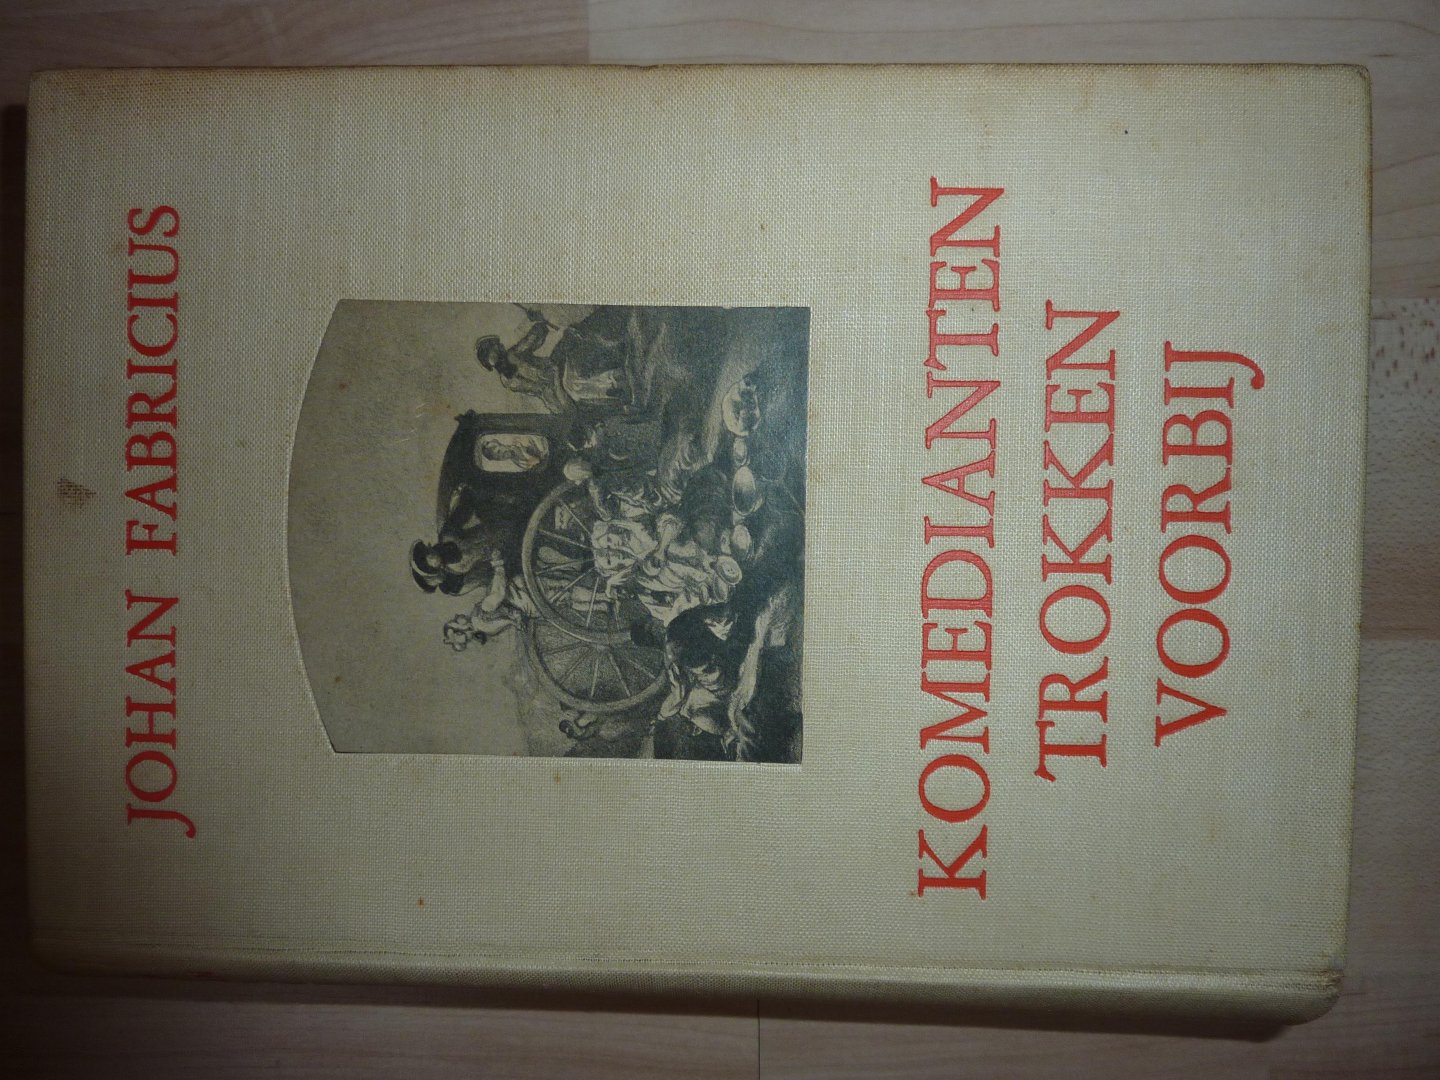 JOHAN FABRICIUS
KOMEDIANTEN
TROKKEN
VOORBIJ